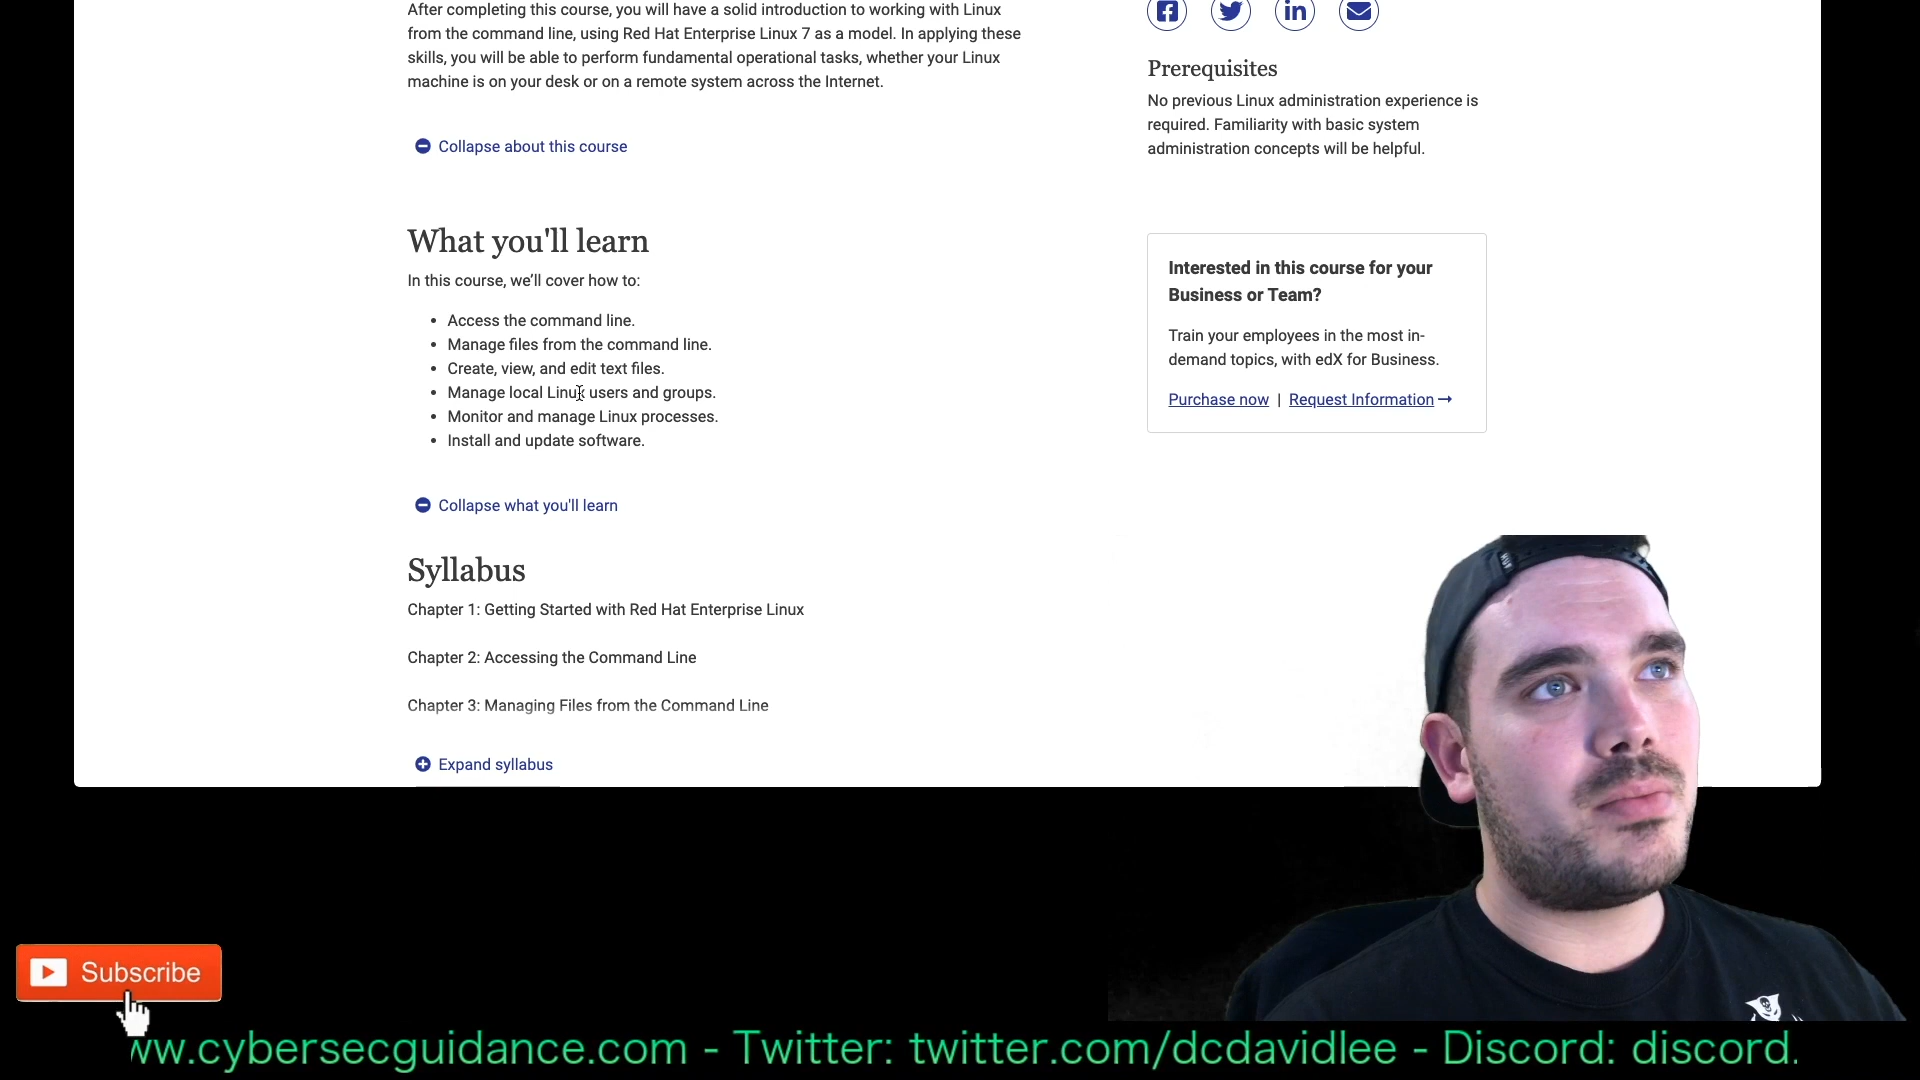 After completing this course, you will have a solid introduction to working with Linux
from the command line, using Red Hat Enterprise Linux 7 as a model. In applying these
skills, you will be able to perform fundamental operational tasks, whether your Linux
machine is on your desk or on a remote system across the Internet.
Collapse about this course
What you'll learn
In this course, we’ll cover how to:
• Access the command line.
• Manage files from the command line.
• Create, view, and edit text files.
• Manage local Linux users and groups.
• Monitor and manage Linux processes.
• Install and update software.
Collapse what you'll learn
Syllabus
Chapter 1: Getting Started with Red Hat Enterprise Linux
Chapter 2: Accessing the Command Line
Chapter 3: Managing Files from the Command Line
Expand syllabus
Prerequisites
No previous Linux administration experience is
required. Familiarity with basic system
administration concepts will be helpful.
Interested in this course for your
Business or Team?
Train your employees in the most in-
demand topics, with edX for Business.
Purchase now | Request Information →
Subscribe
ww.cybersecguidance.com - Twitter: twitter.com/dcdavidlee - Discord: discord.